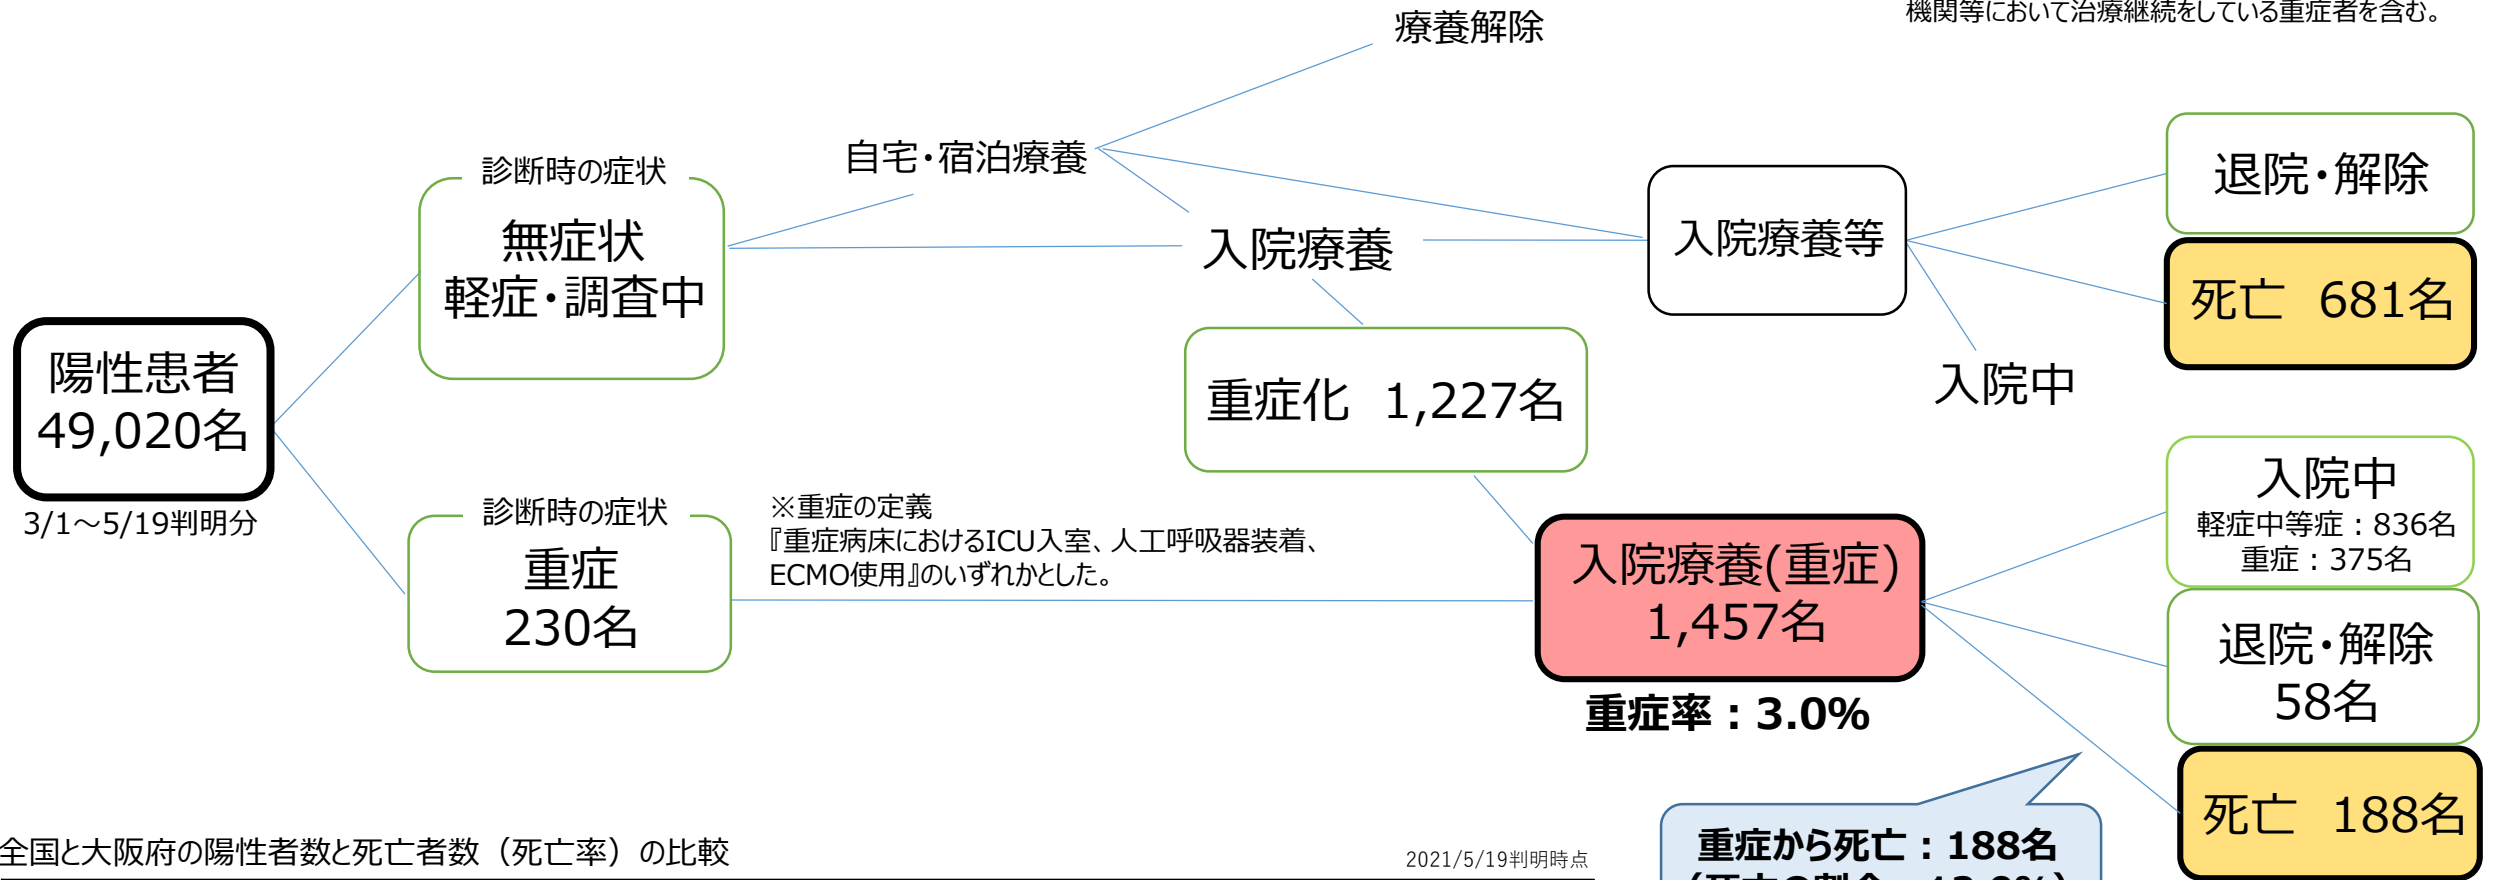 機関等において治療継続をしている重症者を含む。
療養解除
自宅・宿泊療養
診断時の症状
無症状
軽症・調査中
入院療養
入院療養等
退院・解除
死亡　681名
入院中
陽性患者
49,020名
3/1～5/19判明分
重症化　1,227名
診断時の症状
重症
230名
※重症の定義
『重症病床におけるICU入室、人工呼吸器装着、
ECMO使用』のいずれかとした。
入院療養(重症)
1,457名
重症率：3.0%
入院中
軽症中等症：836名
重症：375名
退院・解除
58名
死亡　188名
重症から死亡：188名
全国と大阪府の陽性者数と死亡者数（死亡率）の比較
2021/5/19判明時点